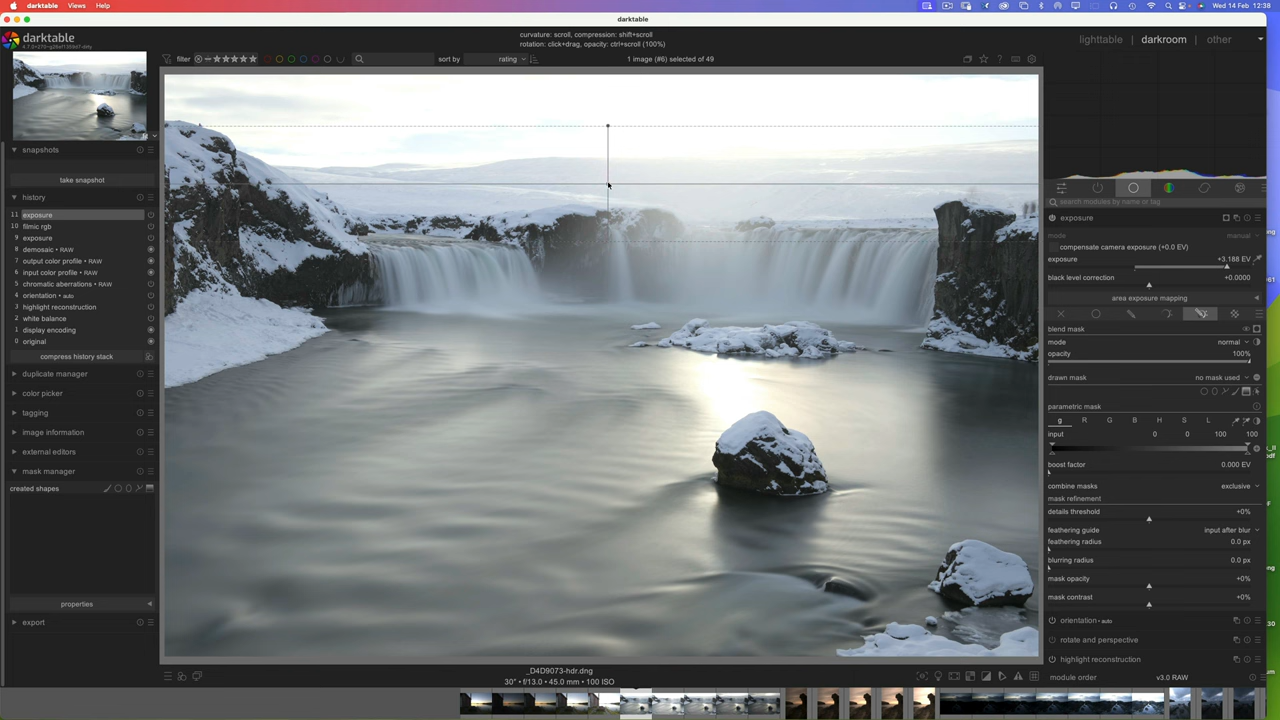 darktable Views Help
Wed 14 Feb 12:38
darktable
darktable
curvature: scroll, compression: shift+scroll
rotation: click+drag, opacity: ctrl+scroll (100%)
lighttable | darkroom | other
filter
sort by rating
1 image (#6) selected of 49
snapshots
take snapshot
history
11 exposure
10 filmic rgb
9 exposure
8 demosaic • RAW
7 output color profile • RAW
6 input color profile • RAW
5 chromatic aberrations • RAW
4 orientation • auto
3 highlight reconstruction
2 white balance
1 display encoding
0 original
compress history stack
duplicate manager
color picker
tagging
image information
external editors
mask manager
created shapes
properties
export
search modules by name or tag
exposure
mode manual
compensate camera exposure (+0.0 EV)
exposure +3.188 EV
black level correction +0.0000
area exposure mapping
blend mask
mode normal
opacity 100%
drawn mask no mask used
parametric mask
g R G B H S L
input 0 0 100 100
boost factor 0.000 EV
combine masks exclusive
mask refinement
details threshold +0%
feathering guide input after blur
feathering radius 0.0 px
blurring radius 0.0 px
mask opacity +0%
mask contrast +0%
orientation • auto
rotate and perspective
highlight reconstruction
module order v3.0 RAW
_D4D9073-hdr.dng
30" • f/13.0 • 45.0 mm • 100 ISO